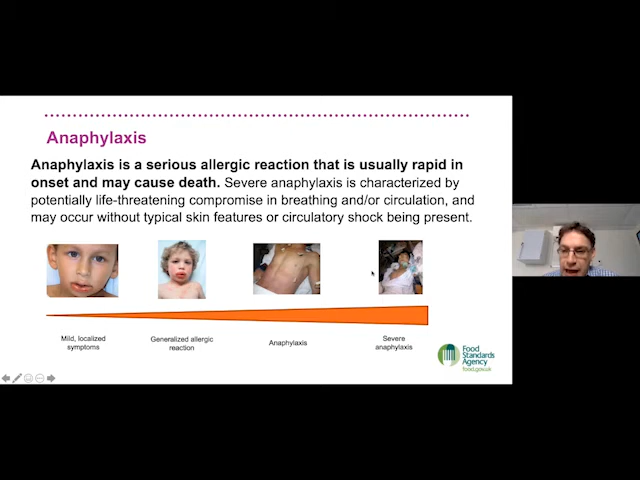 Anaphylaxis
Anaphylaxis is a serious allergic reaction that is usually rapid in
onset and may cause death. Severe anaphylaxis is characterized by
potentially life-threatening compromise in breathing and/or circulation, and
may occur without typical skin features or circulatory shock being present.
Mild, localized
symptoms
Generalized allergic
reaction
Anaphylaxis
Severe
anaphylaxis
Food
Standards
Agency
food.gov.uk